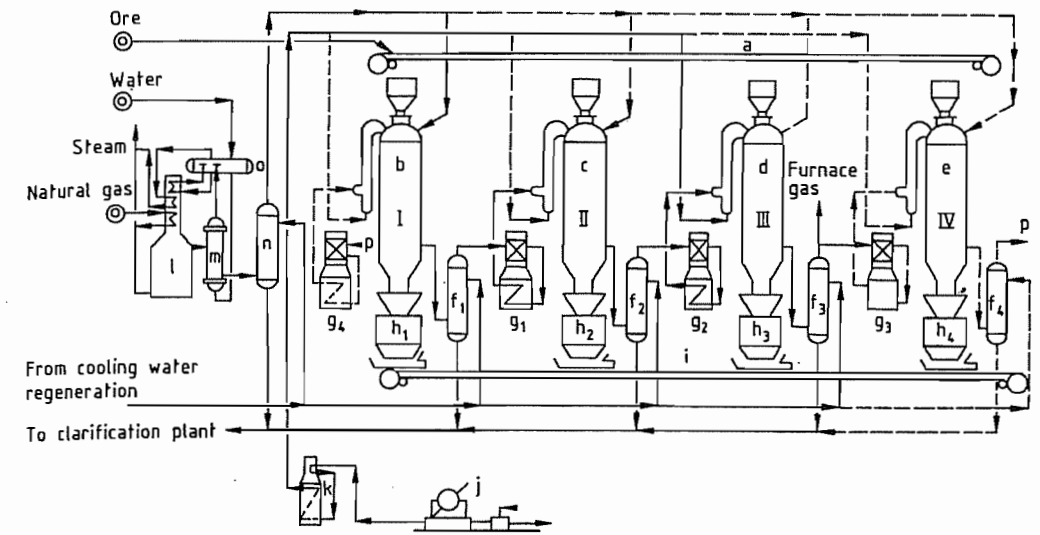 Ore
a
Water
Steam
o
b
c
d
e
Furnace
gas
Natural gas
I
II
III
IV
n
p
p
l
m
f₁
f₂
f₃
f₄
g₄
g₁
g₂
g₃
h₁
h₂
h₃
h₄
i
From cooling water
regeneration
To clarification plant
k
j